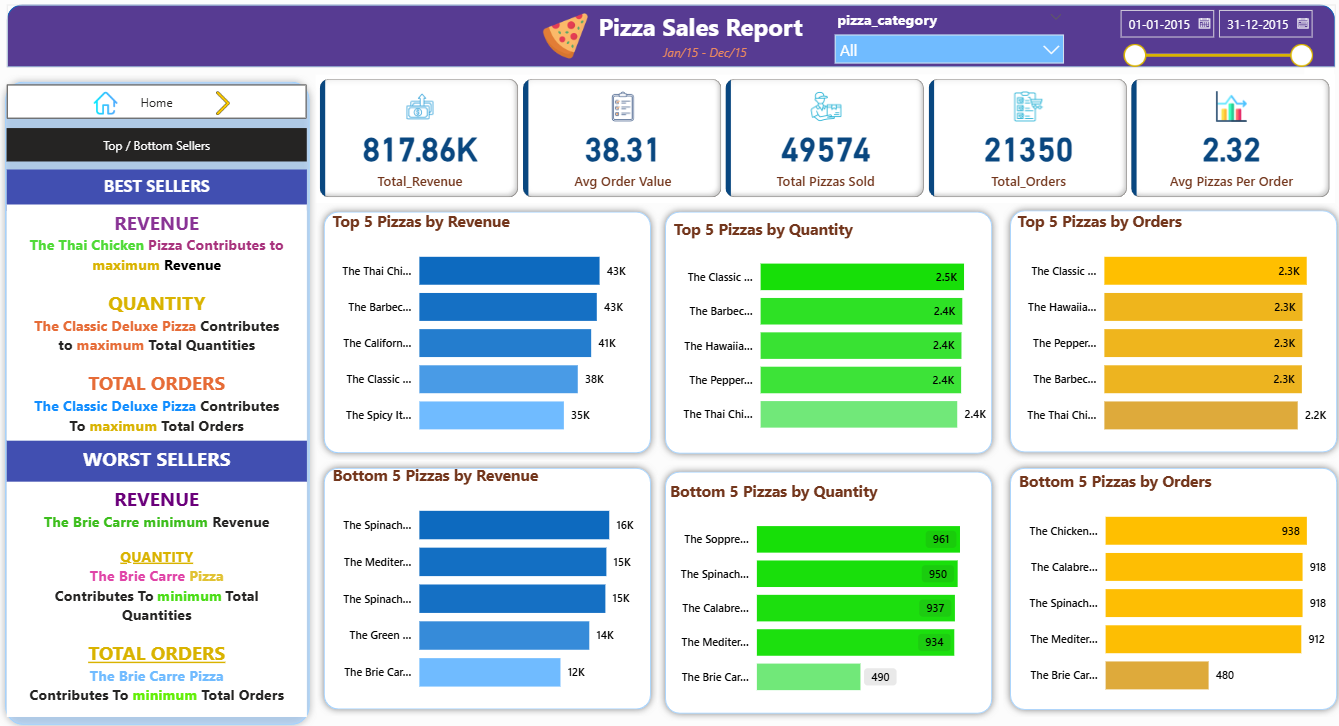 Pizza Sales Report
Jan/15 - Dec/15
pizza_category
All
01-01-2015
31-12-2015
Home
Top / Bottom Sellers
BEST SELLERS
REVENUE
The Thai Chicken Pizza Contributes to
maximum Revenue
QUANTITY
The Classic Deluxe Pizza Contributes
to maximum Total Quantities
TOTAL ORDERS
The Classic Deluxe Pizza Contributes
To maximum Total Orders
WORST SELLERS
REVENUE
The Brie Carre minimum Revenue
QUANTITY
The Brie Carre Pizza
Contributes To minimum Total
Quantities
TOTAL ORDERS
The Brie Carre Pizza
Contributes To minimum Total Orders
817.86K
Total_Revenue
38.31
Avg Order Value
49574
Total Pizzas Sold
21350
Total_Orders
2.32
Avg Pizzas Per Order
Top 5 Pizzas by Revenue
The Thai Chi... 43K
The Barbec... 43K
The Californ... 41K
The Classic ... 38K
The Spicy It... 35K
Top 5 Pizzas by Quantity
The Classic ... 2.5K
The Barbec... 2.4K
The Hawaiia... 2.4K
The Pepper... 2.4K
The Thai Chi... 2.4K
Top 5 Pizzas by Orders
The Classic ... 2.3K
The Hawaiia... 2.3K
The Pepper... 2.3K
The Barbec... 2.3K
The Thai Chi... 2.2K
Bottom 5 Pizzas by Revenue
The Spinach... 16K
The Mediter... 15K
The Spinach... 15K
The Green ... 14K
The Brie Car... 12K
Bottom 5 Pizzas by Quantity
The Soppre... 961
The Spinach... 950
The Calabre... 937
The Mediter... 934
The Brie Car... 490
Bottom 5 Pizzas by Orders
The Chicken... 938
The Calabre... 918
The Spinach... 918
The Mediter... 912
The Brie Car... 480